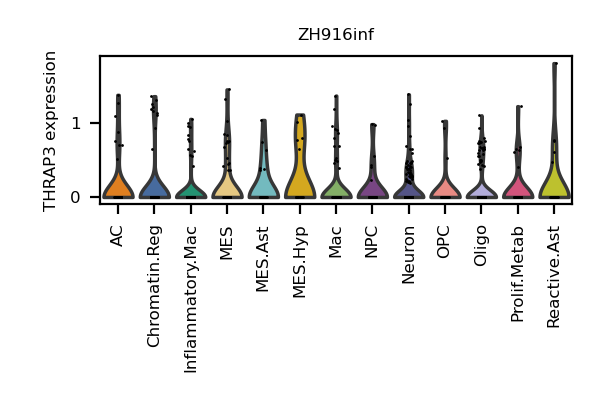 ZH916inf
THRAP3 expression
1
0
AC
Chromatin.Reg
Inflammatory.Mac
MES
MES.Ast
MES.Hyp
Mac
NPC
Neuron
OPC
Oligo
Prolif.Metab
Reactive.Ast